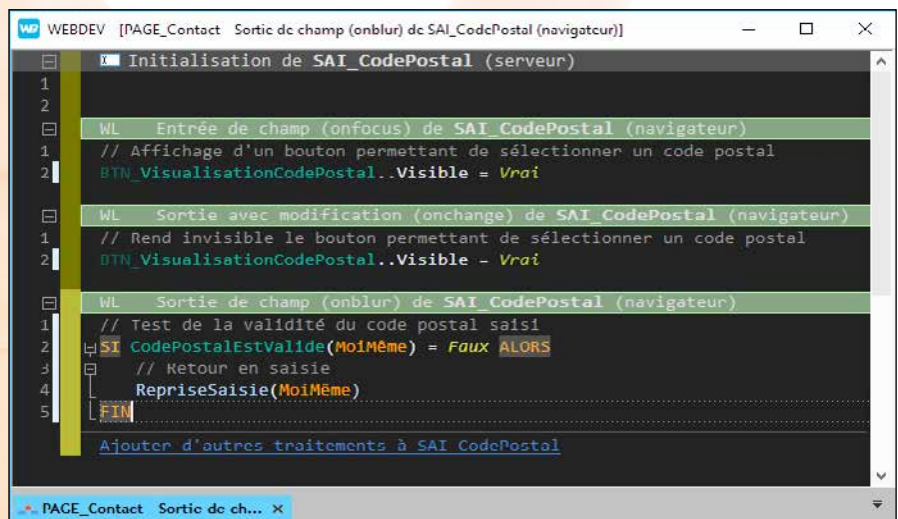 WEBDEV [PAGE_Contact Sortie de champ (onblur) de SAI_CodePostal (navigateur)]
Initialisation de SAI_CodePostal (serveur)
1
2
WL Entrée de champ (onfocus) de SAI_CodePostal (navigateur)
1 // Affichage d'un bouton permettant de sélectionner un code postal
2 BTN_VisualisationCodePostal..Visible = Vrai
WL Sortie avec modification (onchange) de SAI_CodePostal (navigateur)
1 // Rend invisible le bouton permettant de sélectionner un code postal
2 BTN_VisualisationCodePostal..Visible = Vrai
WL Sortie de champ (onblur) de SAI_CodePostal (navigateur)
1 // Test de la validité du code postal saisi
2 SI CodePostalEstValide(MoiMême) = Faux ALORS
3 // Retour en saisie
4 RepriseSaisie(MoiMême)
5 FIN
Ajouter d'autres traitements à SAI_CodePostal
PAGE_Contact Sortie de ch... ×